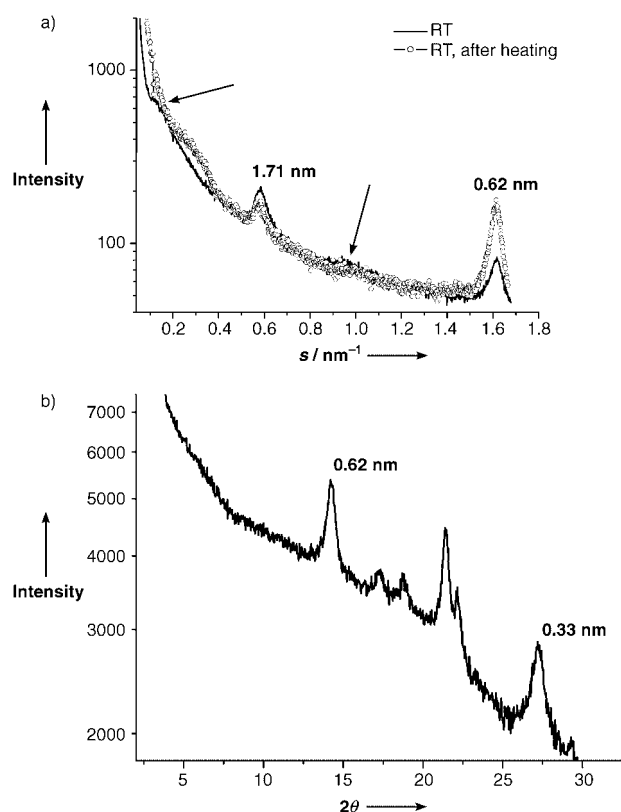 a)
RT
RT, after heating
1000
100
Intensity
1.71 nm
0.62 nm
0.2 0.4 0.6 0.8 1.0 1.2 1.4 1.6 1.8
s / nm⁻¹
b)
7000
6000
5000
4000
3000
2000
Intensity
0.62 nm
0.33 nm
5 10 15 20 25 30
2θ